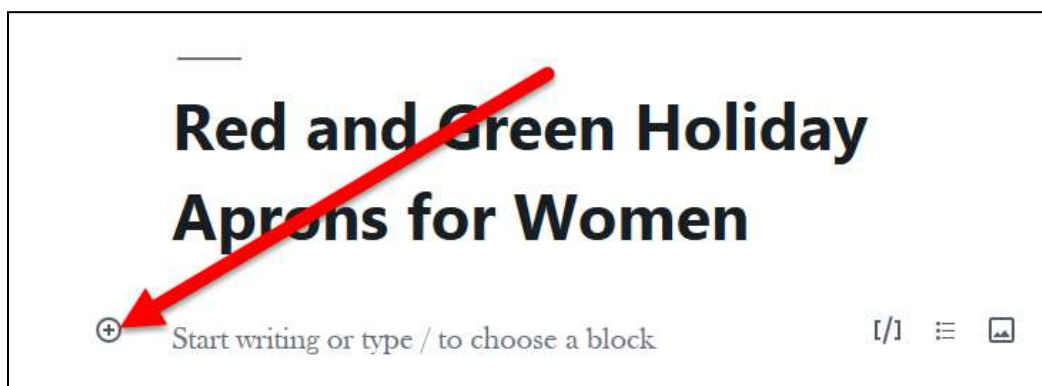 Red and Green Holiday
Aprons for Women
Start writing or type / to choose a block
[/]